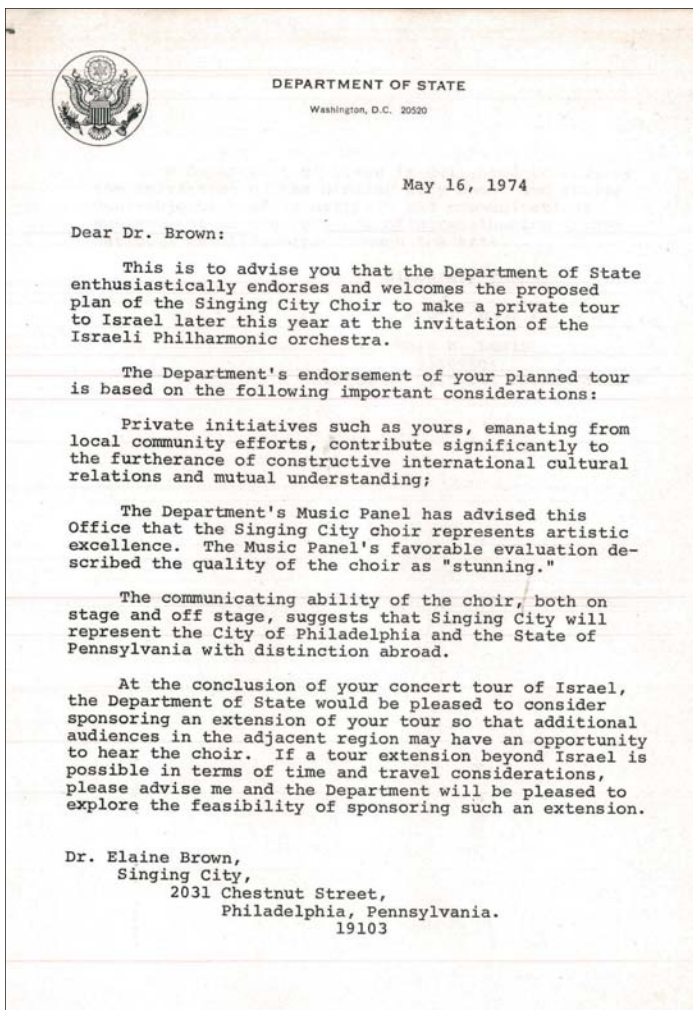 DEPARTMENT OF STATE
Washington, D.C. 20520
May 16, 1974
Dear Dr. Brown:
This is to advise you that the Department of State
enthusiastically endorses and welcomes the proposed
plan of the Singing City Choir to make a private tour
to Israel later this year at the invitation of the
Israeli Philharmonic orchestra.
The Department's endorsement of your planned tour
is based on the following important considerations:
Private initiatives such as yours, emanating from
local community efforts, contribute significantly to
the furtherance of constructive international cultural
relations and mutual understanding;
The Department's Music Panel has advised this
Office that the Singing City choir represents artistic
excellence. The Music Panel's favorable evaluation de-
scribed the quality of the choir as "stunning."
The communicating ability of the choir, both on
stage and off stage, suggests that Singing City will
represent the City of Philadelphia and the State of
Pennsylvania with distinction abroad.
At the conclusion of your concert tour of Israel,
the Department of State would be pleased to consider
sponsoring an extension of your tour so that additional
audiences in the adjacent region may have an opportunity
to hear the choir. If a tour extension beyond Israel is
possible in terms of time and travel considerations,
please advise me and the Department will be pleased to
explore the feasibility of sponsoring such an extension.
Dr. Elaine Brown,
Singing City,
2031 Chestnut Street,
Philadelphia, Pennsylvania.
19103